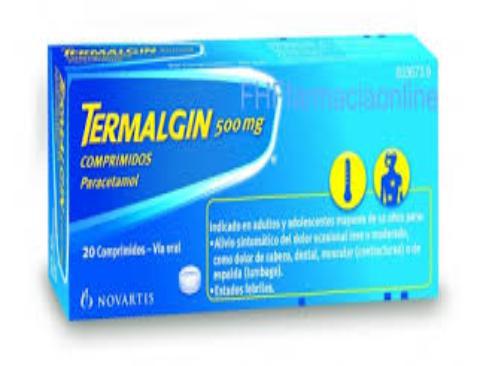 TERMALGIN 500 mg
COMPRIMIDOS
Paracetamol
20 Comprimidos - Vía oral
NOVARTIS
FHFarmaciaonline
Indicado en adultos y adolescentes mayores de años para:
•Alivio sintomático del dolor ocasional leve o moderado,
como dolor de cabeza, dental, muscular (contracturas) o de
espalda (lumbago).
•Estados febriles.